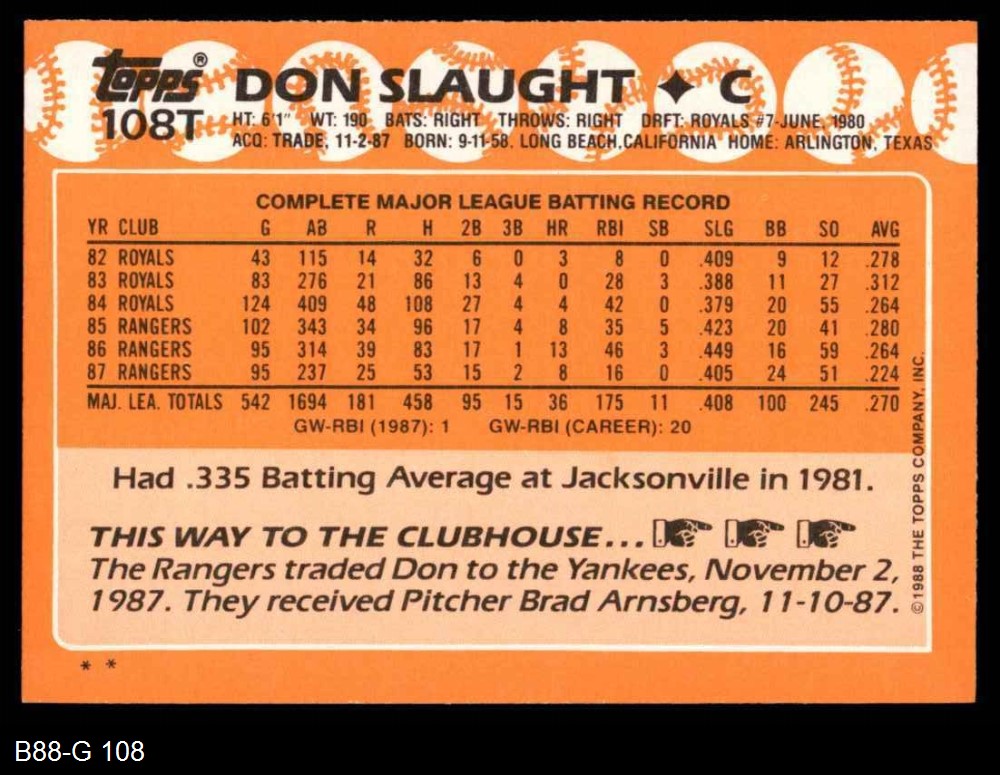 topps®
108T
DON SLAUGHT ✦ C
HT: 6'1" WT: 190 BATS: RIGHT THROWS: RIGHT DRFT: ROYALS #7-JUNE, 1980
ACQ: TRADE, 11-2-87 BORN: 9-11-58, LONG BEACH, CALIFORNIA HOME: ARLINGTON, TEXAS
COMPLETE MAJOR LEAGUE BATTING RECORD
YR CLUB G AB R H 2B 3B HR RBI SB SLG BB SO AVG
82 ROYALS 43 115 14 32 6 0 3 8 0 .409 9 12 .278
83 ROYALS 83 276 21 86 13 4 0 28 3 .388 11 27 .312
84 ROYALS 124 409 48 108 27 4 4 42 0 .379 20 55 .264
85 RANGERS 102 343 34 96 17 4 8 35 5 .423 20 41 .280
86 RANGERS 95 314 39 83 17 1 13 46 3 .449 16 59 .264
87 RANGERS 95 237 25 53 15 2 8 16 0 .405 24 51 .224
MAJ. LEA. TOTALS 542 1694 181 458 95 15 36 175 11 .408 100 245 .270
GW-RBI (1987): 1 GW-RBI (CAREER): 20
Had .335 Batting Average at Jacksonville in 1981.
THIS WAY TO THE CLUBHOUSE...
The Rangers traded Don to the Yankees, November 2,
1987. They received Pitcher Brad Arnsberg, 11-10-87.
©1988 THE TOPPS COMPANY, INC.
* *
B88-G 108